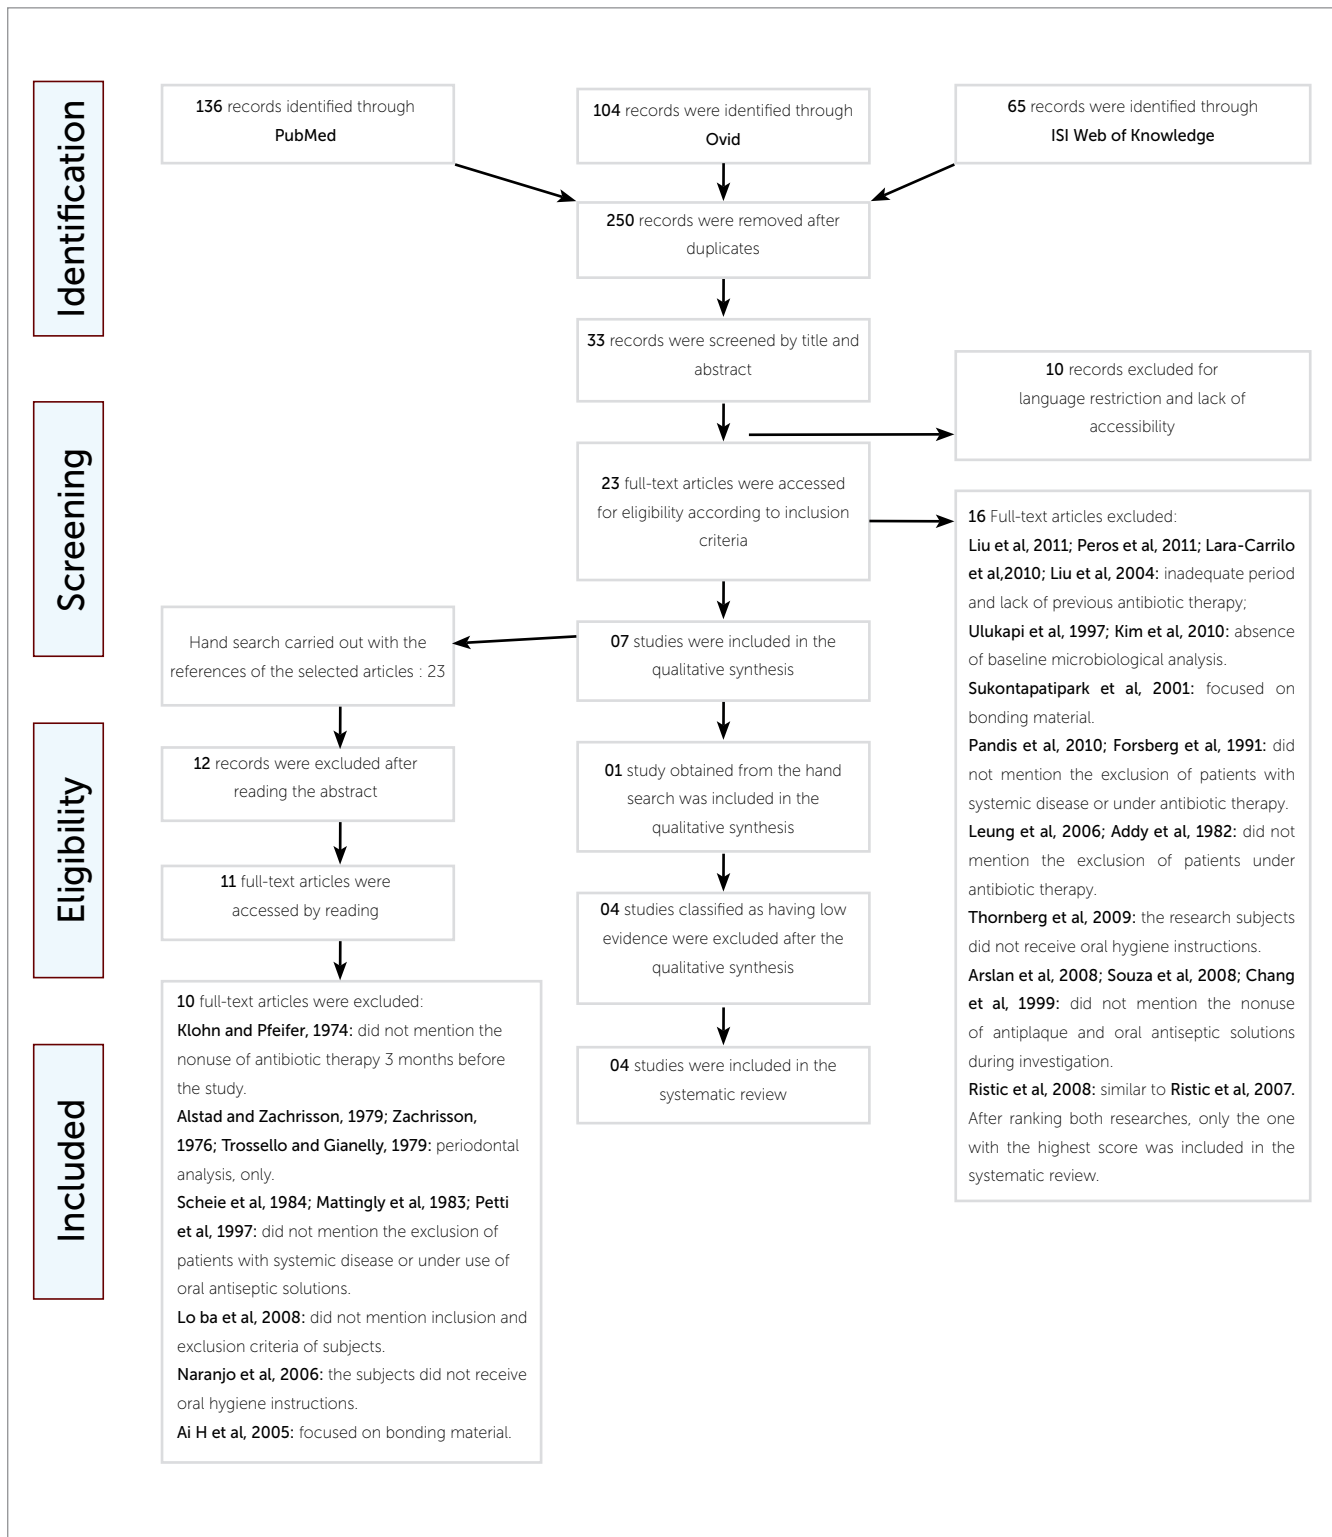 Identification
136 records identified through
PubMed
104 records were identified through
Ovid
65 records were identified through
ISI Web of Knowledge
250 records were removed after
duplicates
33 records were screened by title and
abstract
10 records excluded for
language restriction and lack of
accessibility
Screening
23 full-text articles were accessed
for eligibility according to inclusion
criteria
16 Full-text articles excluded:
Liu et al, 2011; Peros et al, 2011; Lara-Carrilo
et al,2010; Liu et al, 2004: inadequate period
and lack of previous antibiotic therapy;
Ulukapi et al, 1997; Kim et al, 2010: absence
of baseline microbiological analysis.
Sukontapatipark et al, 2001: focused on
bonding material.
Pandis et al, 2010; Forsberg et al, 1991: did
not mention the exclusion of patients with
systemic disease or under antibiotic therapy.
Leung et al, 2006; Addy et al, 1982: did not
mention the exclusion of patients under
antibiotic therapy.
Thornberg et al, 2009: the research subjects
did not receive oral hygiene instructions.
Arslan et al, 2008; Souza et al, 2008; Chang
et al, 1999: did not mention the nonuse
of antiplaque and oral antiseptic solutions
during investigation.
Ristic et al, 2008: similar to Ristic et al, 2007.
After ranking both researches, only the one
with the highest score was included in the
systematic review.
07 studies were included in the
qualitative synthesis
Hand search carried out with the
references of the selected articles : 23
Eligibility
12 records were excluded after
reading the abstract
01 study obtained from the hand
search was included in the
qualitative synthesis
11 full-text articles were
accessed by reading
04 studies classified as having low
evidence were excluded after the
qualitative synthesis
Included
10 full-text articles were excluded:
Klohn and Pfeifer, 1974: did not mention the
nonuse of antibiotic therapy 3 months before
the study.
Alstad and Zachrisson, 1979; Zachrisson,
1976; Trossello and Gianelly, 1979: periodontal
analysis, only.
Scheie et al, 1984; Mattingly et al, 1983; Petti
et al, 1997: did not mention the exclusion of
patients with systemic disease or under use of
oral antiseptic solutions.
Lo ba et al, 2008: did not mention inclusion and
exclusion criteria of subjects.
Naranjo et al, 2006: the subjects did not receive
oral hygiene instructions.
Ai H et al, 2005: focused on bonding material.
04 studies were included in the
systematic review